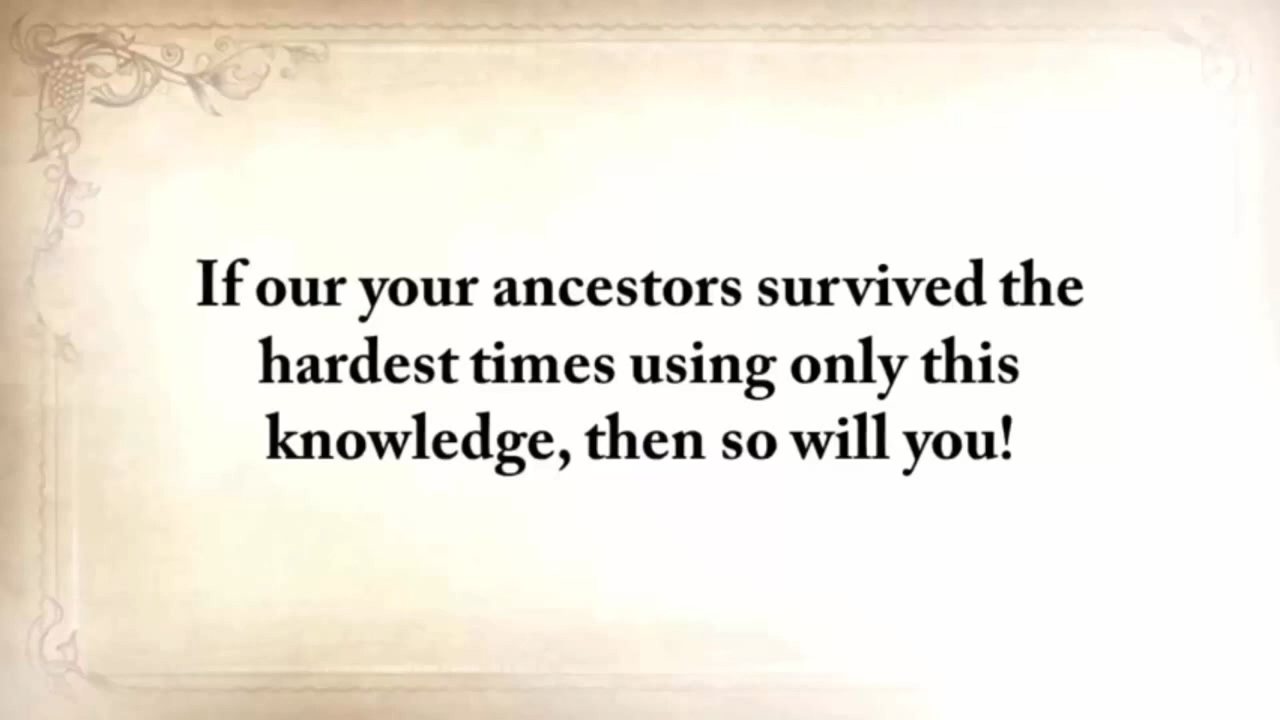 If our your ancestors survived the
hardest times using only this
knowledge, then so will you!